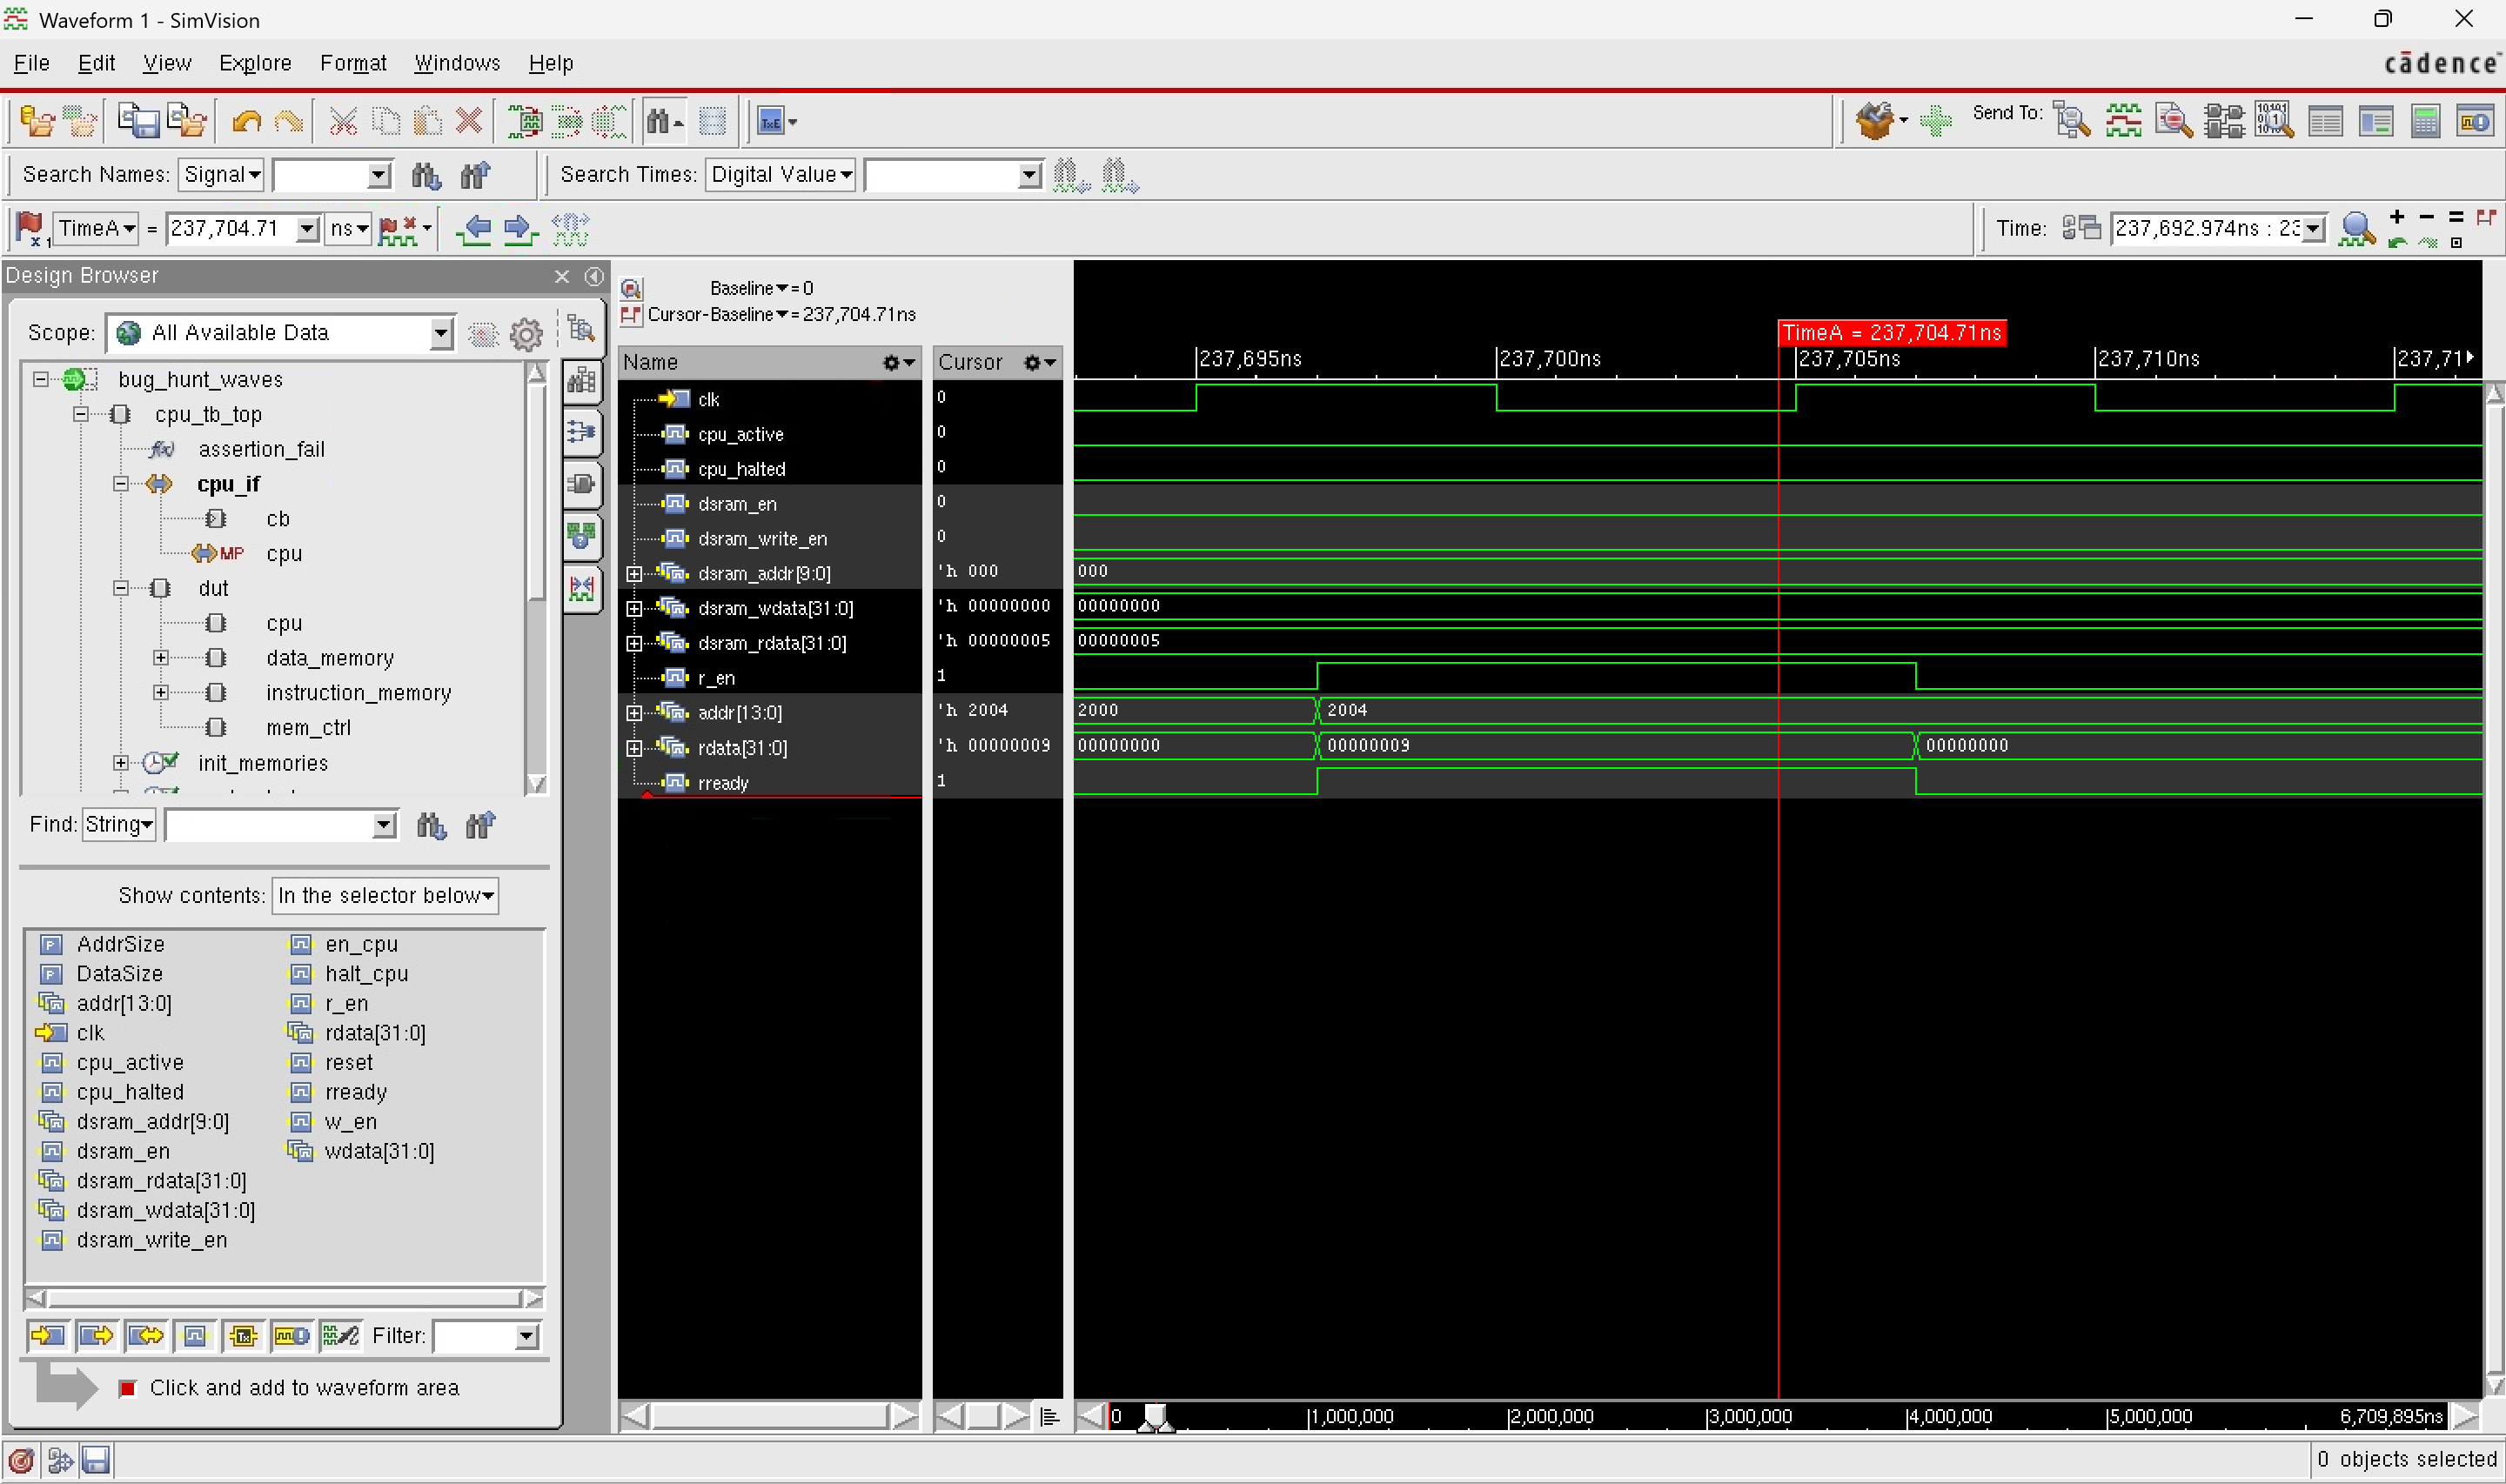 Waveform 1 - SimVision
File Edit View Explore Format Windows Help
cādence
TxE
Send To:
Search Names: Signal
Search Times: Digital Value
TimeA = 237,704.71 ns
Time: 237,692.974ns : 23
Design Browser
Scope: All Available Data
bug_hunt_waves
cpu_tb_top
assertion_fail
cpu_if
cb
MP cpu
dut
cpu
data_memory
instruction_memory
mem_ctrl
init_memories
Find: String
Show contents: In the selector below
AddrSize
DataSize
addr[13:0]
clk
cpu_active
cpu_halted
dsram_addr[9:0]
dsram_en
dsram_rdata[31:0]
dsram_wdata[31:0]
dsram_write_en
en_cpu
halt_cpu
r_en
rdata[31:0]
reset
rready
w_en
wdata[31:0]
Filter:
Click and add to waveform area
Baseline = 0
Cursor-Baseline = 237,704.71ns
Name Cursor
TimeA = 237,704.71ns
237,695ns 237,700ns 237,705ns 237,710ns 237,71
clk 0
cpu_active 0
cpu_halted 0
dsram_en 0
dsram_write_en 0
dsram_addr[9:0] 'h 000 000
dsram_wdata[31:0] 'h 00000000 00000000
dsram_rdata[31:0] 'h 00000005 00000005
r_en 1
addr[13:0] 'h 2004 2000 2004
rdata[31:0] 'h 00000009 00000000 00000009 00000000
rready 1
0 1,000,000 2,000,000 3,000,000 4,000,000 5,000,000 6,709,895ns
0 objects selected